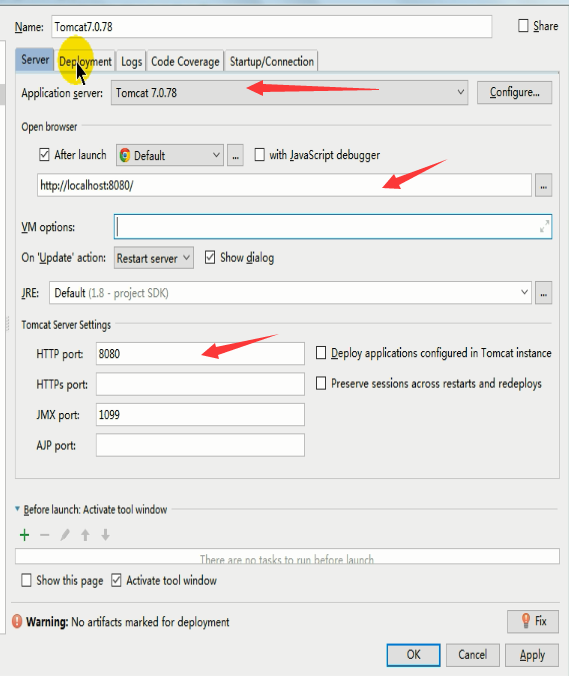 Name: Tomcat7.0.78 Share
Server Deployment Logs Code Coverage Startup/Connection
Application server: Tomcat 7.0.78 Configure...
Open browser
After launch Default ... with JavaScript debugger
http://localhost:8080/ ...
VM options:
On 'Update' action: Restart server Show dialog
JRE: Default (1.8 - project SDK) ...
Tomcat Server Settings
HTTP port: 8080 Deploy applications configured in Tomcat instance
HTTPs port: Preserve sessions across restarts and redeploys
JMX port: 1099
AJP port:
Before launch: Activate tool window
There are no tasks to run before launch
Show this page Activate tool window
Warning: No artifacts marked for deployment Fix
OK Cancel Apply